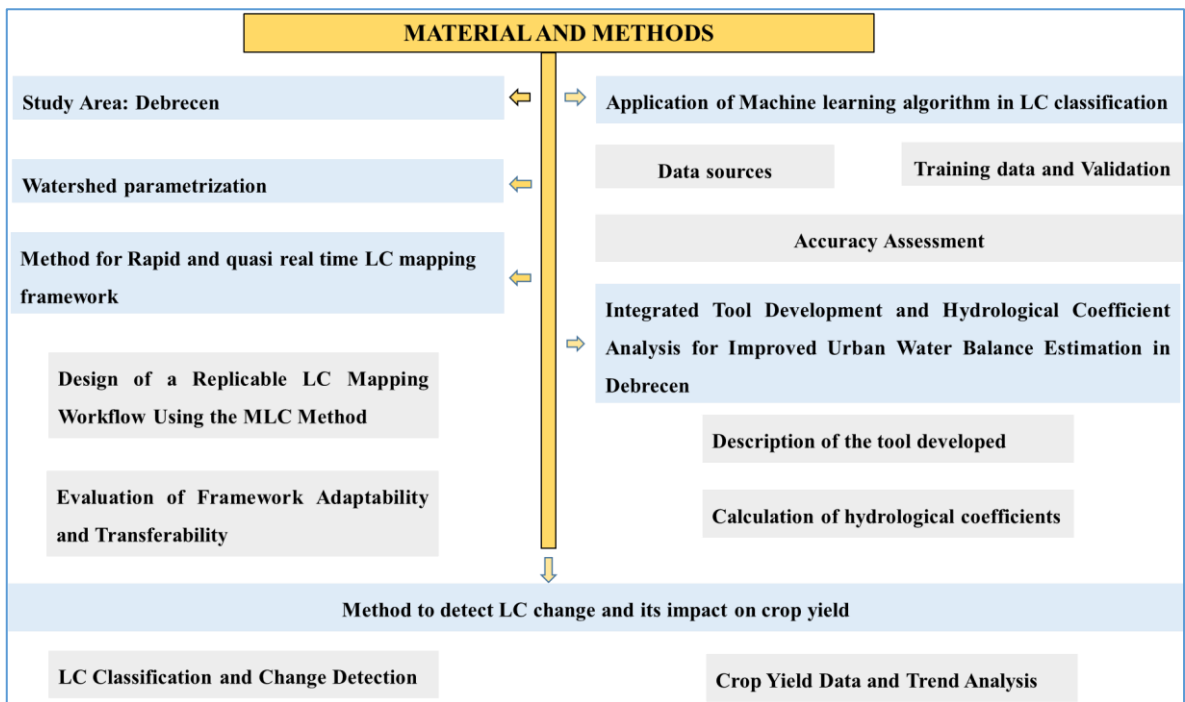 MATERIAL AND METHODS
Study Area: Debrecen
Watershed parametrization
Method for Rapid and quasi real time LC mapping
framework
Design of a Replicable LC Mapping
Workflow Using the MLC Method
Evaluation of Framework Adaptability
and Transferability
Application of Machine learning algorithm in LC classification
Data sources
Training data and Validation
Accuracy Assessment
Integrated Tool Development and Hydrological Coefficient
Analysis for Improved Urban Water Balance Estimation in
Debrecen
Description of the tool developed
Calculation of hydrological coefficients
Method to detect LC change and its impact on crop yield
LC Classification and Change Detection
Crop Yield Data and Trend Analysis